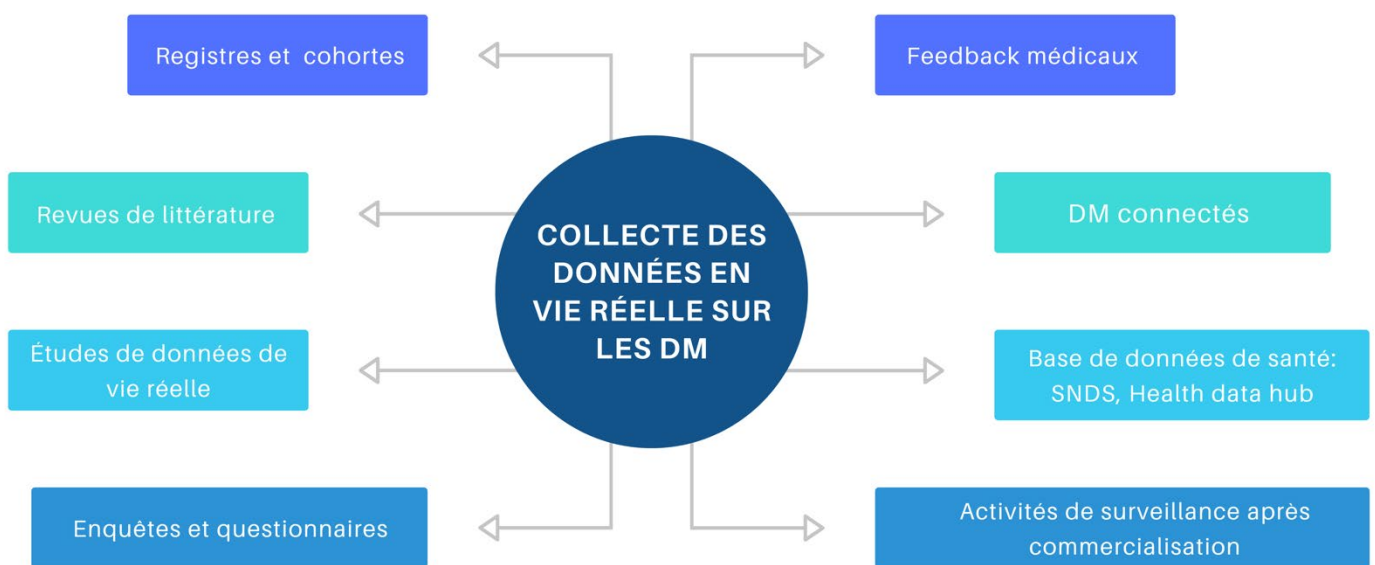 Registres et cohortes
Feedback médicaux
Revues de littérature
DM connectés
COLLECTE DES
DONNÉES EN
VIE RÉELLE SUR
LES DM
Études de données de
vie réelle
Base de données de santé:
SNDS, Health data hub
Enquêtes et questionnaires
Activités de surveillance après
commercialisation